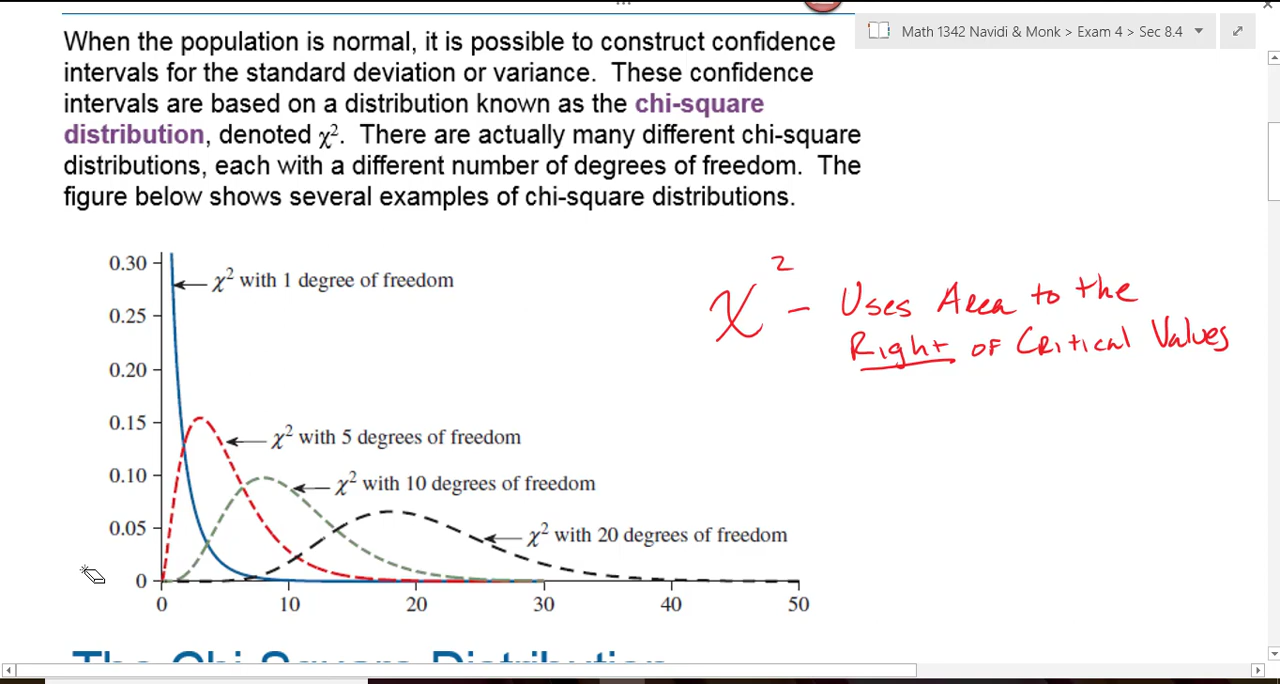 Math 1342 Navidi & Monk > Exam 4 > Sec 8.4
When the population is normal, it is possible to construct confidence
intervals for the standard deviation or variance. These confidence
intervals are based on a distribution known as the chi-square
distribution, denoted χ². There are actually many different chi-square
distributions, each with a different number of degrees of freedom. The
figure below shows several examples of chi-square distributions.
χ² – Uses Area to the
Right of Critical Values
0.30
χ² with 1 degree of freedom
0.25
0.20
0.15
χ² with 5 degrees of freedom
0.10
χ² with 10 degrees of freedom
0.05
χ² with 20 degrees of freedom
0
0 10 20 30 40 50
The Chi-Square Distribution